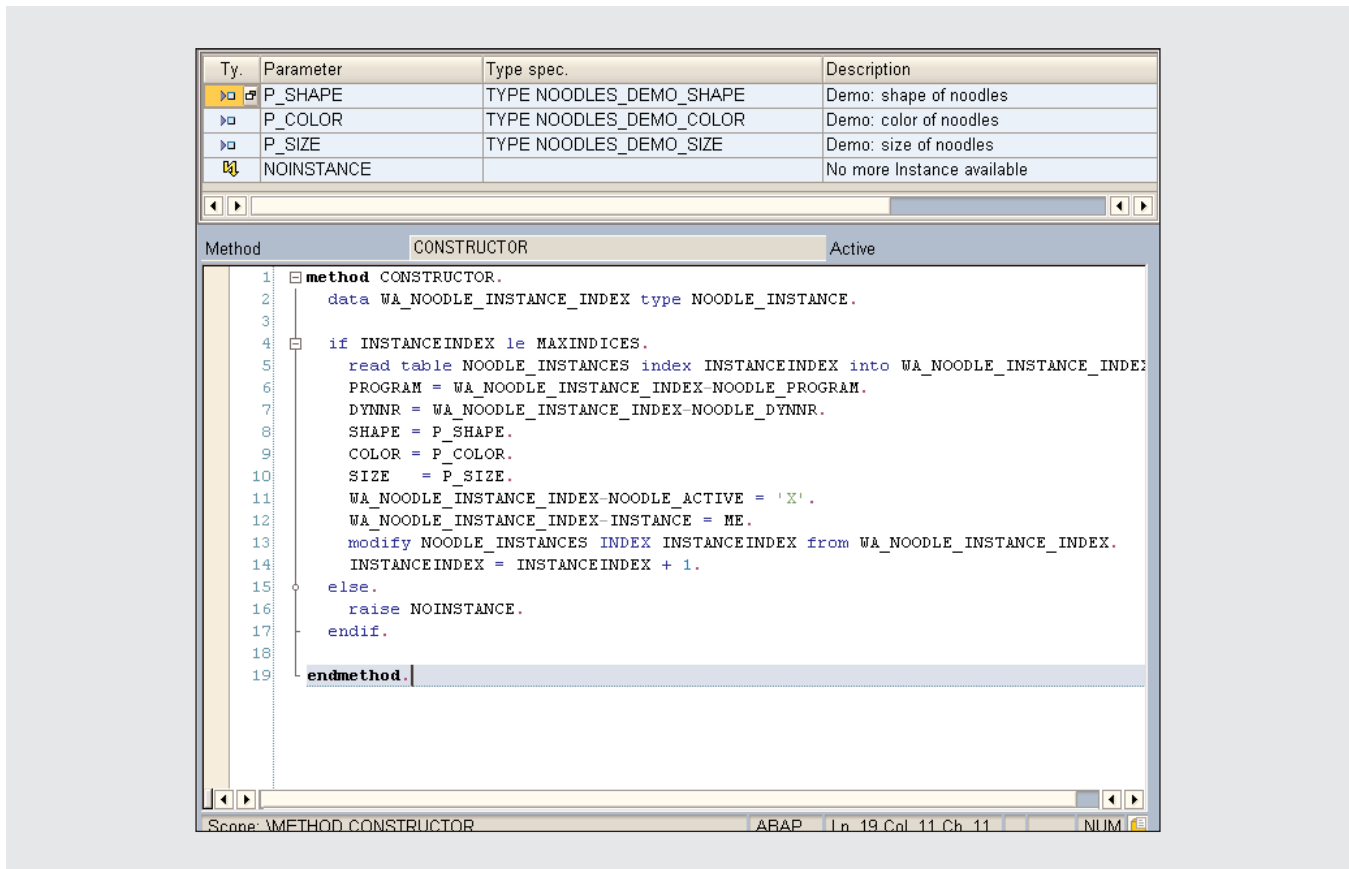 Ty. Parameter Type spec. Description
P_SHAPE TYPE NOODLES_DEMO_SHAPE Demo: shape of noodles
P_COLOR TYPE NOODLES_DEMO_COLOR Demo: color of noodles
P_SIZE TYPE NOODLES_DEMO_SIZE Demo: size of noodles
NOINSTANCE No more Instance available
Method CONSTRUCTOR Active
1 method CONSTRUCTOR.
2 data WA_NOODLE_INSTANCE_INDEX type NOODLE_INSTANCE.
3
4 if INSTANCEINDEX le MAXINDICES.
5 read table NOODLE_INSTANCES index INSTANCEINDEX into WA_NOODLE_INSTANCE_INDEX
6 PROGRAM = WA_NOODLE_INSTANCE_INDEX-NOODLE_PROGRAM.
7 DYNNR = WA_NOODLE_INSTANCE_INDEX-NOODLE_DYNNR.
8 SHAPE = P_SHAPE.
9 COLOR = P_COLOR.
10 SIZE = P_SIZE.
11 WA_NOODLE_INSTANCE_INDEX-NOODLE_ACTIVE = 'X'.
12 WA_NOODLE_INSTANCE_INDEX-INSTANCE = ME.
13 modify NOODLE_INSTANCES INDEX INSTANCEINDEX from WA_NOODLE_INSTANCE_INDEX.
14 INSTANCEINDEX = INSTANCEINDEX + 1.
15 else.
16 raise NOINSTANCE.
17 endif.
18
19 endmethod.
Scope: \METHOD CONSTRUCTOR ABAP Ln 19 Col 11 Ch 11 NUM